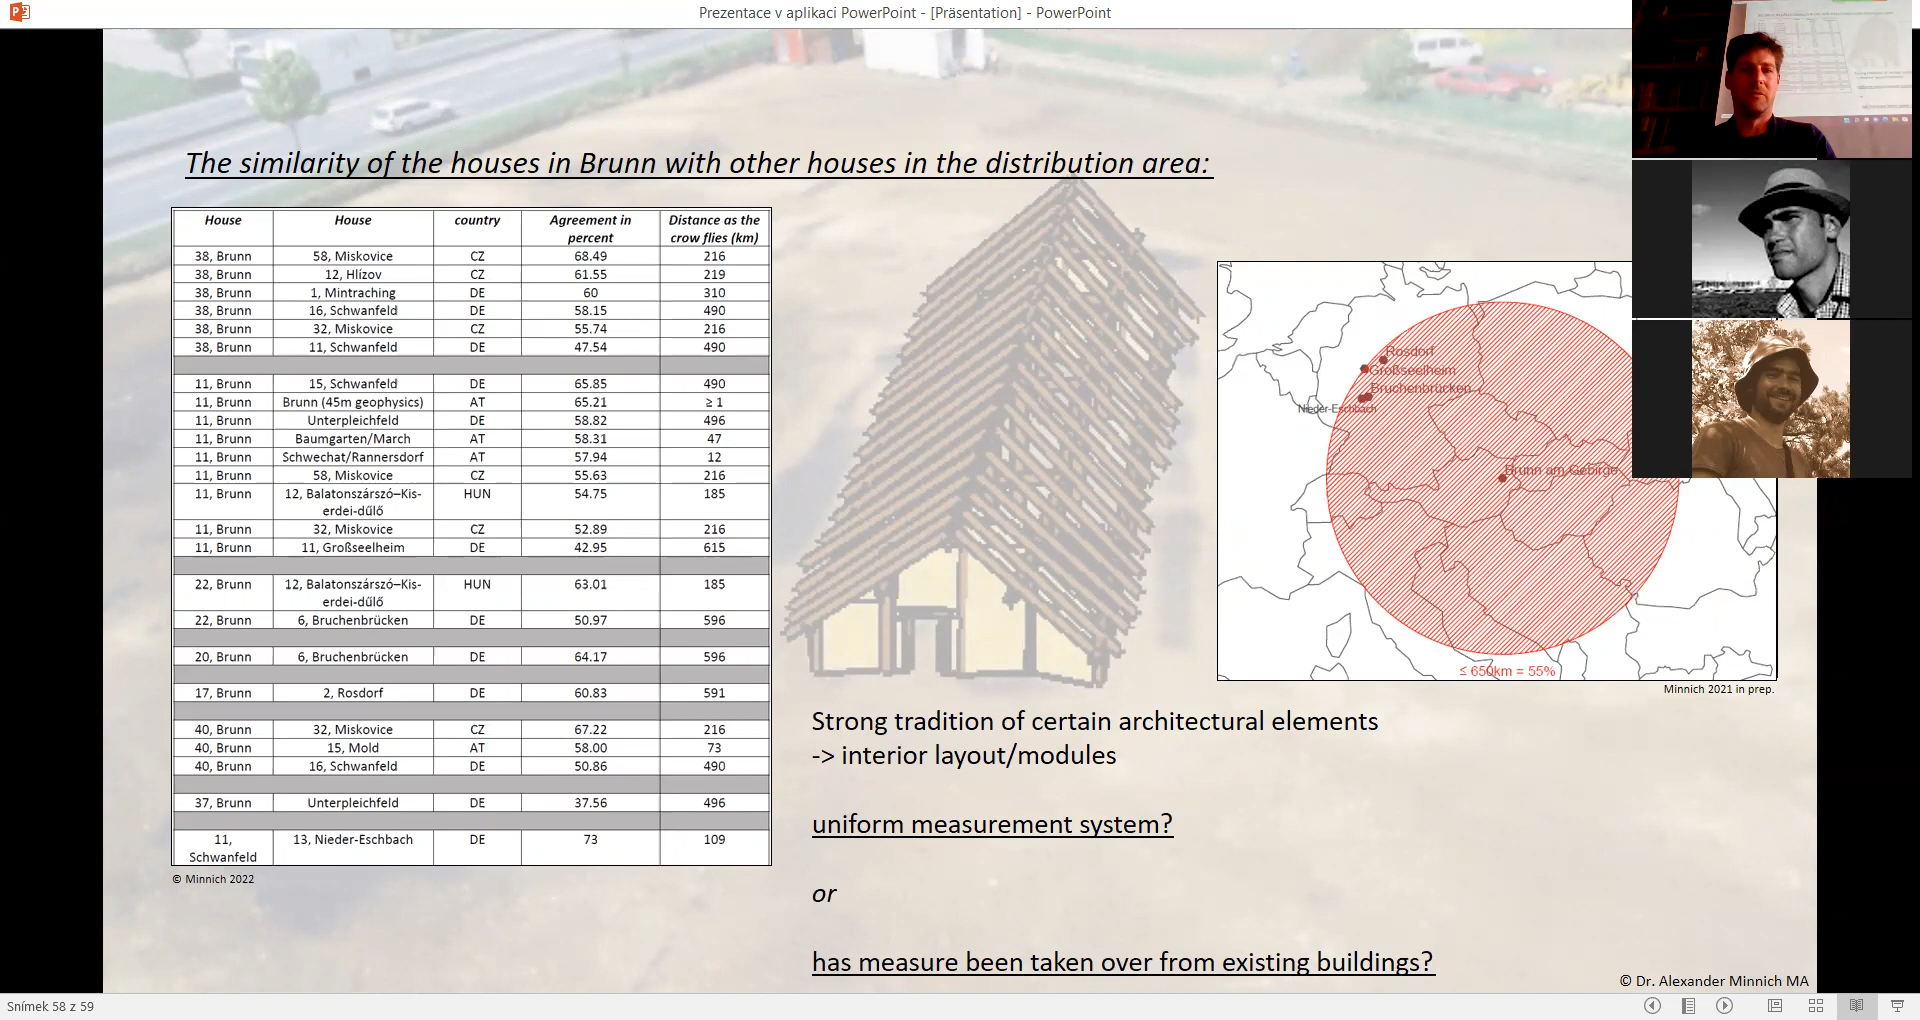 Prezentace v aplikaci PowerPoint - [Präsentation] - PowerPoint
The similarity of the houses in Brunn with other houses in the distribution area:
House House country Agreement in percent Distance as the crow flies (km)
38, Brunn 58, Miskovice CZ 68.49 216
38, Brunn 12, Hlízov CZ 61.55 219
38, Brunn 1, Mintraching DE 60 310
38, Brunn 16, Schwanfeld DE 58.15 490
38, Brunn 32, Miskovice CZ 55.74 216
38, Brunn 11, Schwanfeld DE 47.54 490
11, Brunn 15, Schwanfeld DE 65.85 490
11, Brunn Brunn (45m geophysics) AT 65.21 ≥ 1
11, Brunn Unterpleichfeld DE 58.82 496
11, Brunn Baumgarten/March AT 58.31 47
11, Brunn Schwechat/Rannersdorf AT 57.94 12
11, Brunn 58, Miskovice CZ 55.63 216
11, Brunn 12, Balatonszárszó–Kis-erdei-dűlő HUN 54.75 185
11, Brunn 32, Miskovice CZ 52.89 216
11, Brunn 11, Großseelheim DE 42.95 615
22, Brunn 12, Balatonszárszó–Kis-erdei-dűlő HUN 63.01 185
22, Brunn 6, Bruchenbrücken DE 50.97 596
20, Brunn 6, Bruchenbrücken DE 64.17 596
17, Brunn 2, Rosdorf DE 60.83 591
40, Brunn 32, Miskovice CZ 67.22 216
40, Brunn 15, Mold AT 58.00 73
40, Brunn 16, Schwanfeld DE 50.86 490
37, Brunn Unterpleichfeld DE 37.56 496
11, Schwanfeld 13, Nieder-Eschbach DE 73 109
© Minnich 2022
Rosdorf
Großseelheim
Bruchenbrücken
Nieder-Eschbach
Brunn am Gebirge
≤ 650km = 55%
Minnich 2021 in prep.
Strong tradition of certain architectural elements
-> interior layout/modules
uniform measurement system?
or
has measure been taken over from existing buildings?
© Dr. Alexander Minnich MA
Snímek 58 z 59